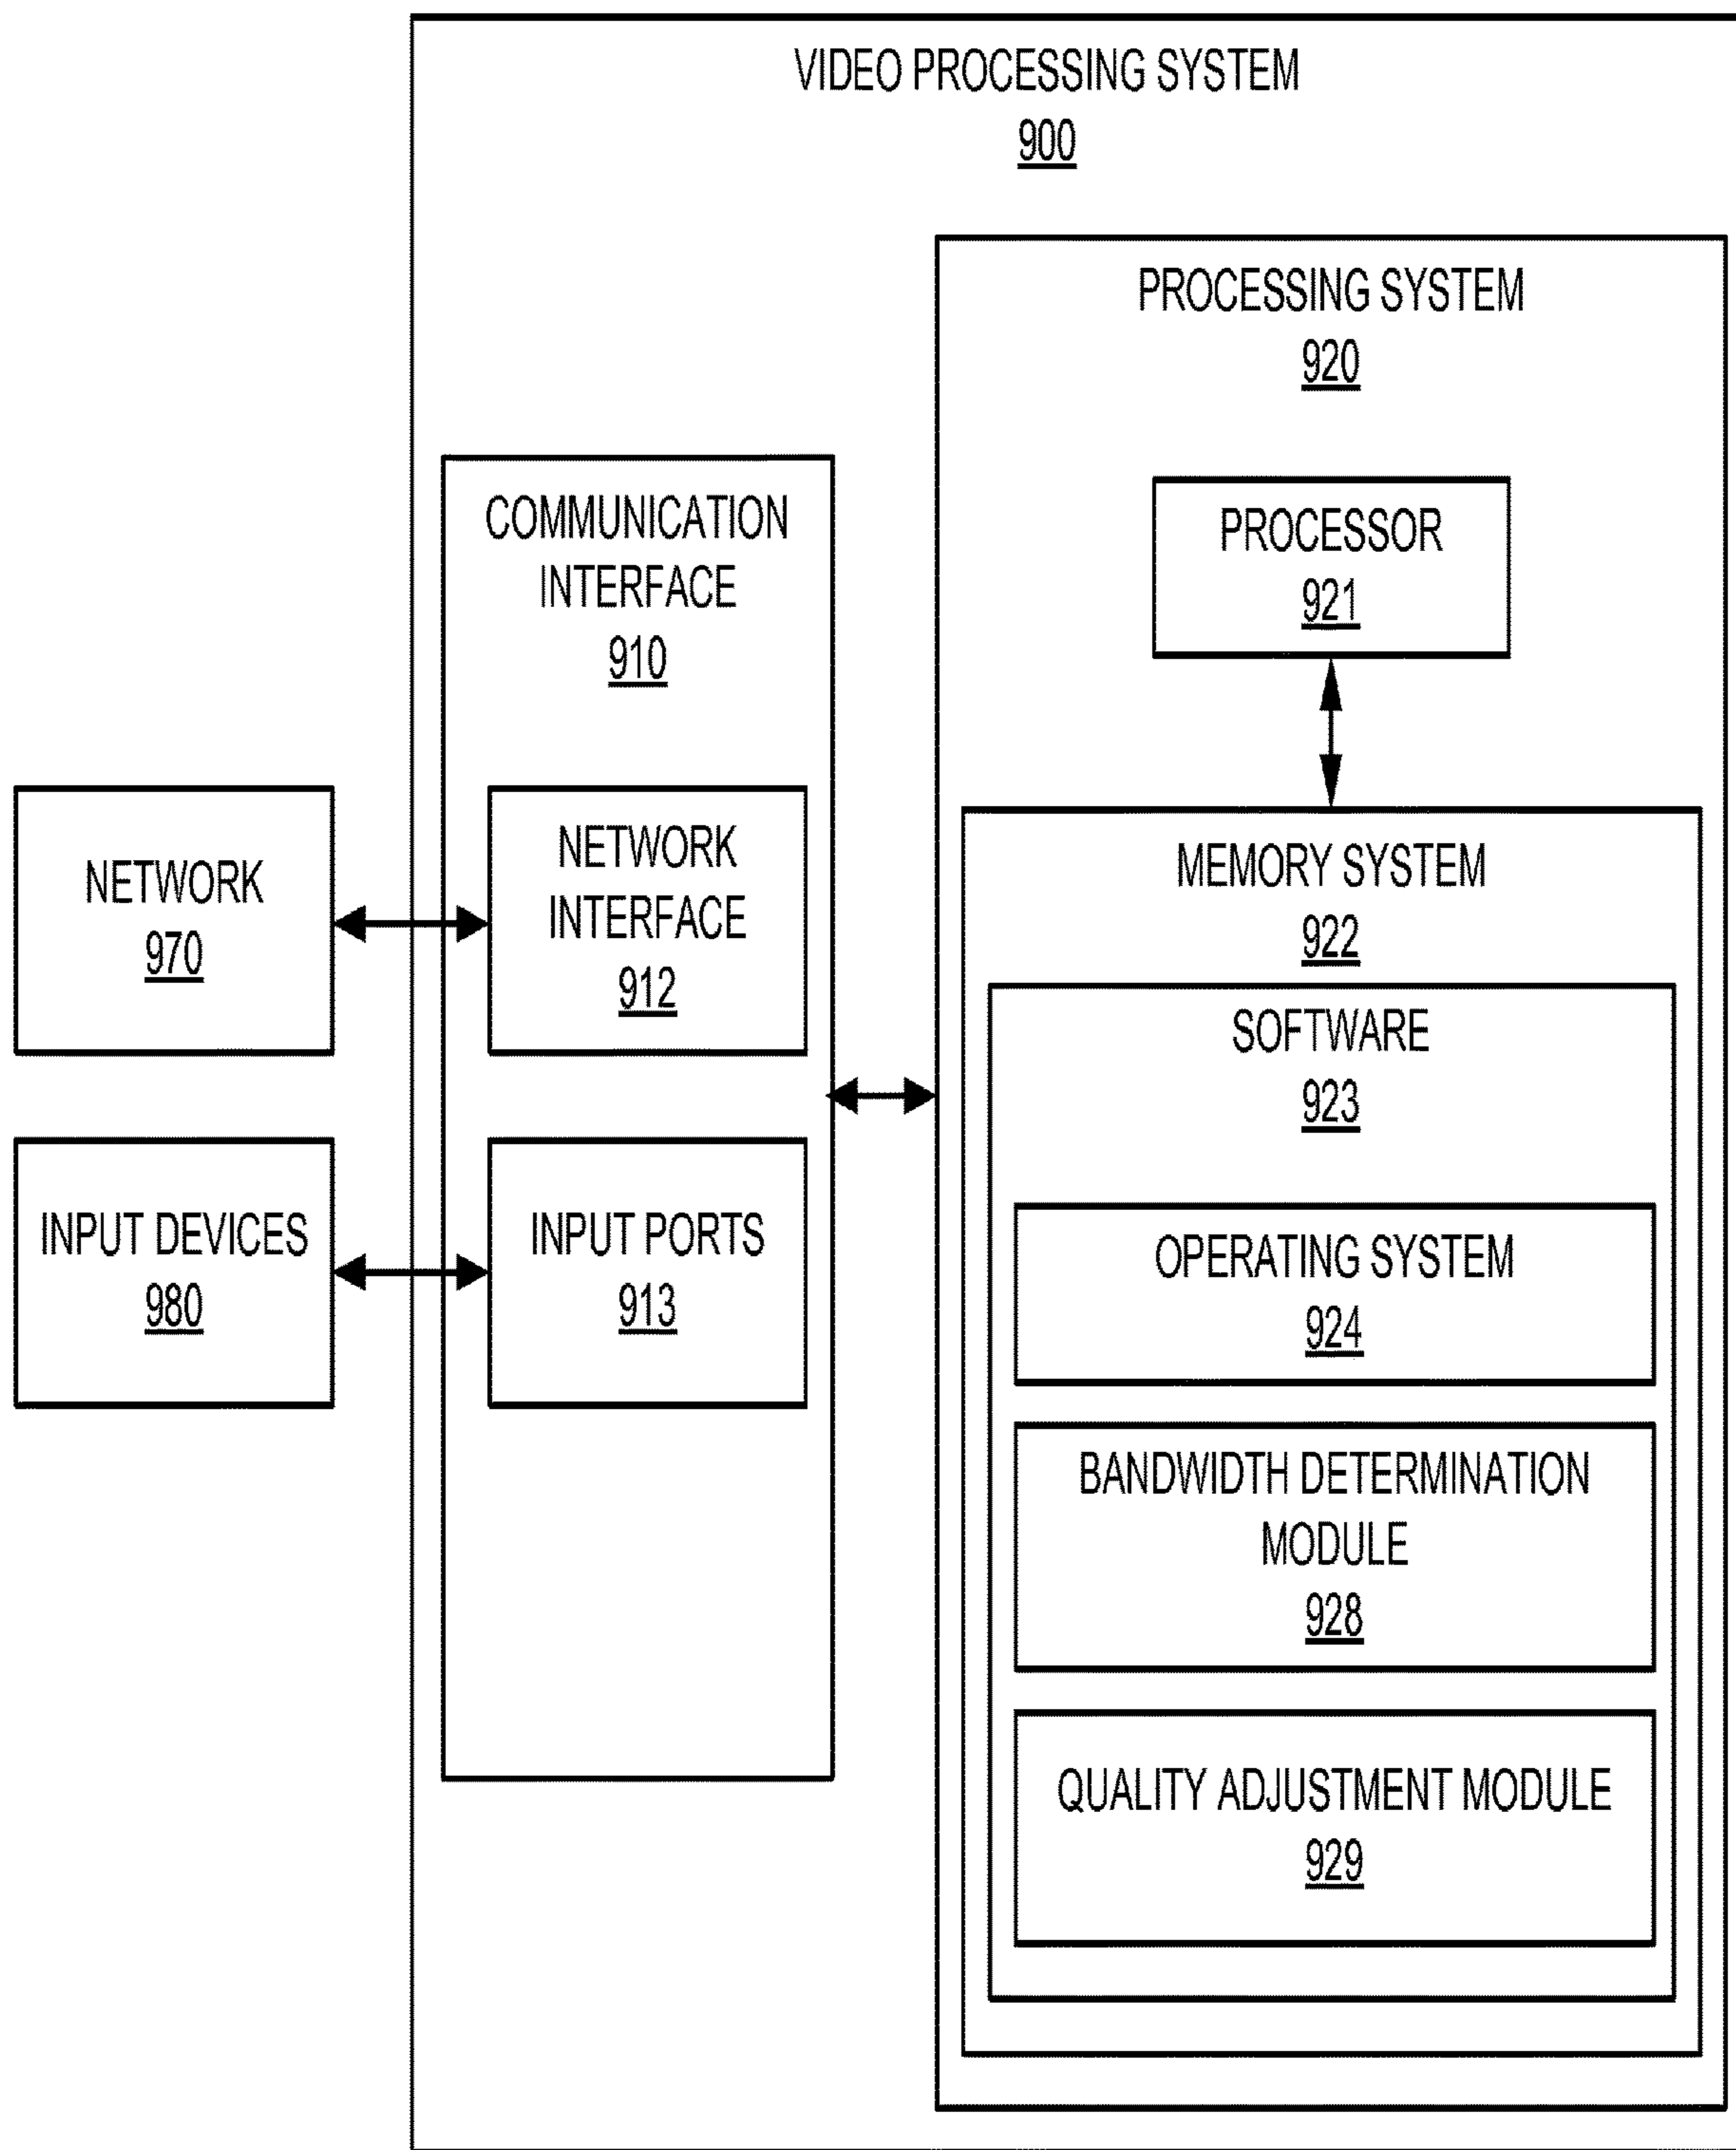 VIDEO PROCESSING SYSTEM
900
PROCESSING SYSTEM
920
PROCESSOR
921
COMMUNICATION
INTERFACE
910
NETWORK
INTERFACE
912
NETWORK
970
INPUT DEVICES
980
INPUT PORTS
913
MEMORY SYSTEM
922
SOFTWARE
923
OPERATING SYSTEM
924
BANDWIDTH DETERMINATION
MODULE
928
QUALITY ADJUSTMENT MODULE
929